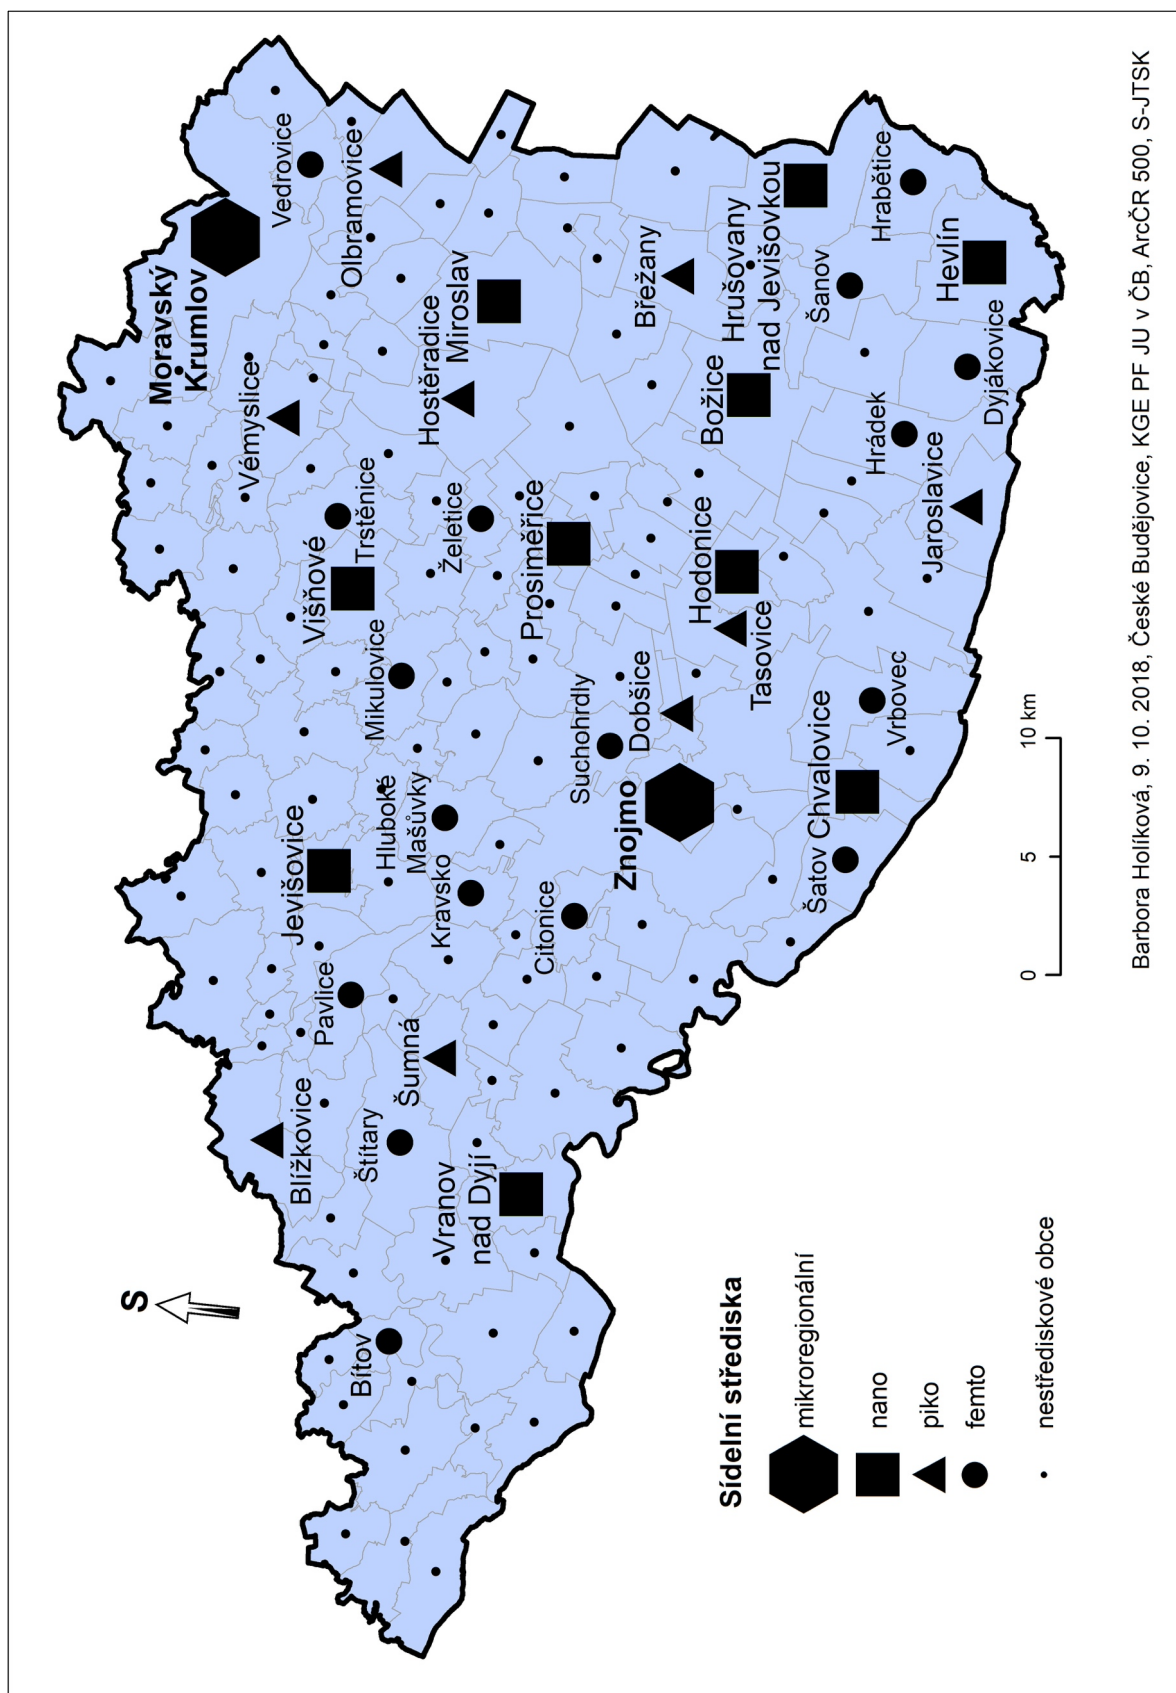 S
Moravský
Krumlov
Vedrovice
Olbramovice
Vémyslice
Hostěradice
Miroslav
Višňové
Trstěnice
Želetice
Prosiměřice
Břežany
Hrušovany
nad Jevišovkou
Božice
Šanov
Hrabětice
Hevlín
Dyjákovice
Hrádek
Jaroslavice
Hodonice
Tasovice
Mikulovice
Suchohrdly
Dobšice
Znojmo
Vrbovec
Chvalovice
Šatov
Jevišovice
Hluboké
Mašůvky
Kravsko
Citonice
Pavlice
Šumná
Blížkovice
Štítary
Vranov
nad Dyjí
Bítov
Sídelní střediska
mikroregionální
nano
piko
femto
nestřediskové obce
0 5 10 km
Barbora Holíková, 9. 10. 2018, České Budějovice, KGE PF JU v ČB, ArcČR 500, S-JTSK